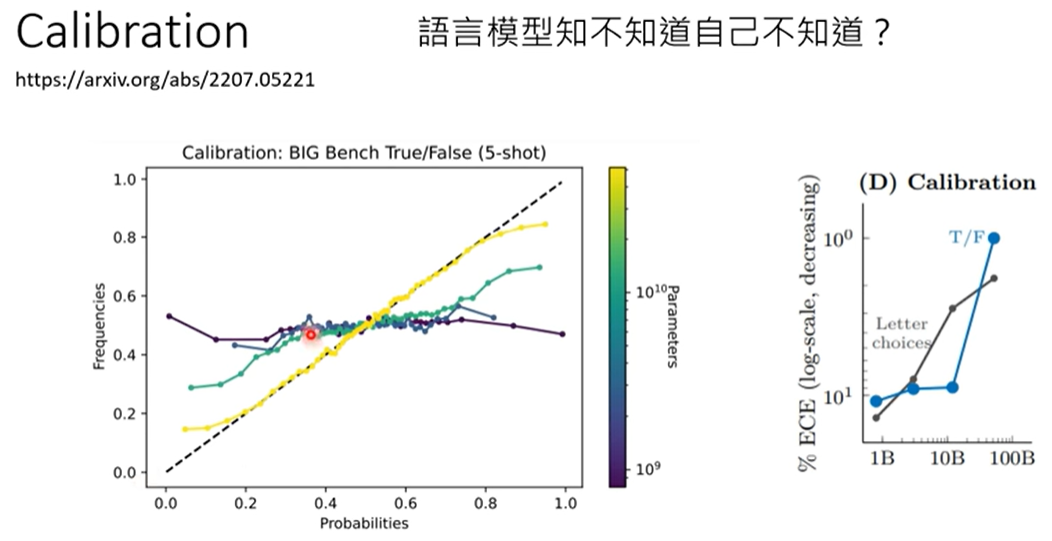 Calibration
語言模型知不知道自己不知道？
https://arxiv.org/abs/2207.05221
Calibration: BIG Bench True/False (5-shot)
1.0
0.8
0.6
0.4
0.2
0.0
Frequencies
0.0 0.2 0.4 0.6 0.8 1.0
Probabilities
10¹⁰
10⁹
Parameters
(D) Calibration
% ECE (log-scale, decreasing)
10⁰
10¹
T/F
Letter
choices
1B 10B 100B